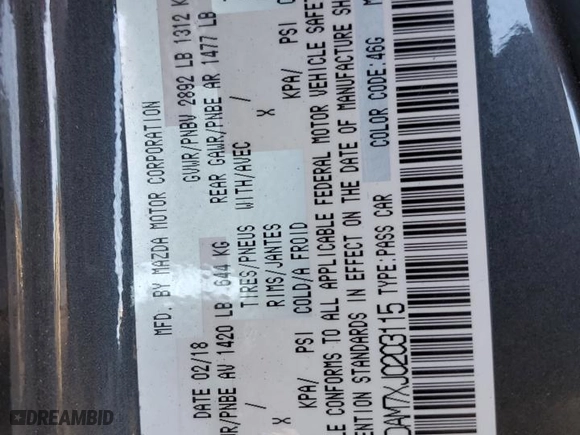 MFD. BY MAZDA MOTOR CORPORATION
DATE 02/18 GVWR/PNBV 2892 LB 1312
GWR/PNBE AV 1420 LB 644 KG REAR GAWR/PNBE AR 1477 LB
TIRES/PNEUS WITH/AVEC /
X RIMS/JANTES X
KPA/ PSI COLD/A FROID KPA/ PSI
LE CONFORMS TO ALL APPLICABLE FEDERAL MOTOR VEHICLE SAFET
ENTION STANDARDS IN EFFECT ON THE DATE OF MANUFACTURE SH
COLOR CODE:46G
DAM7XJ0203115 TYPE:PASS CAR
DREAMBID